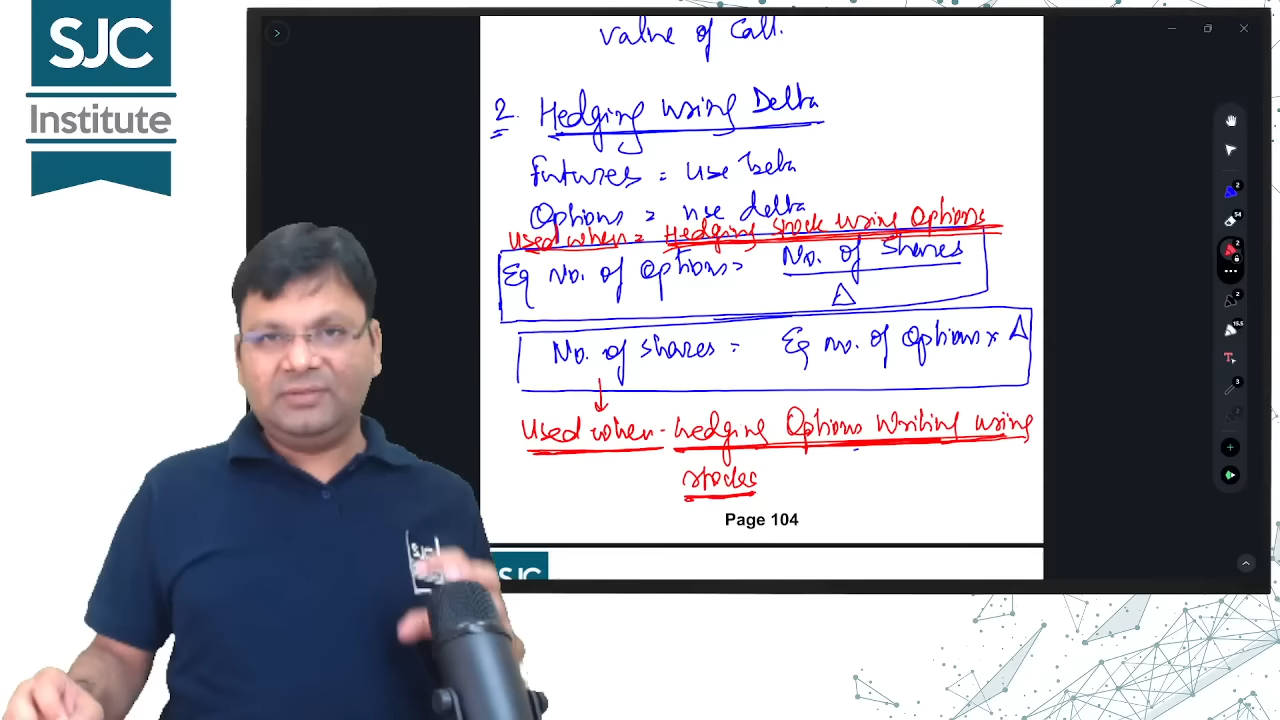 SJC
Institute
value of Call.
2. Hedging using Delta
Futures = use beta
Options = use delta
Used when = Hedging stock using Options
Eq No. of options = No. of shares
Δ
No. of shares = Eq no. of options x Δ
Used when - hedging Options Writing using
stocks
Page 104
SJC